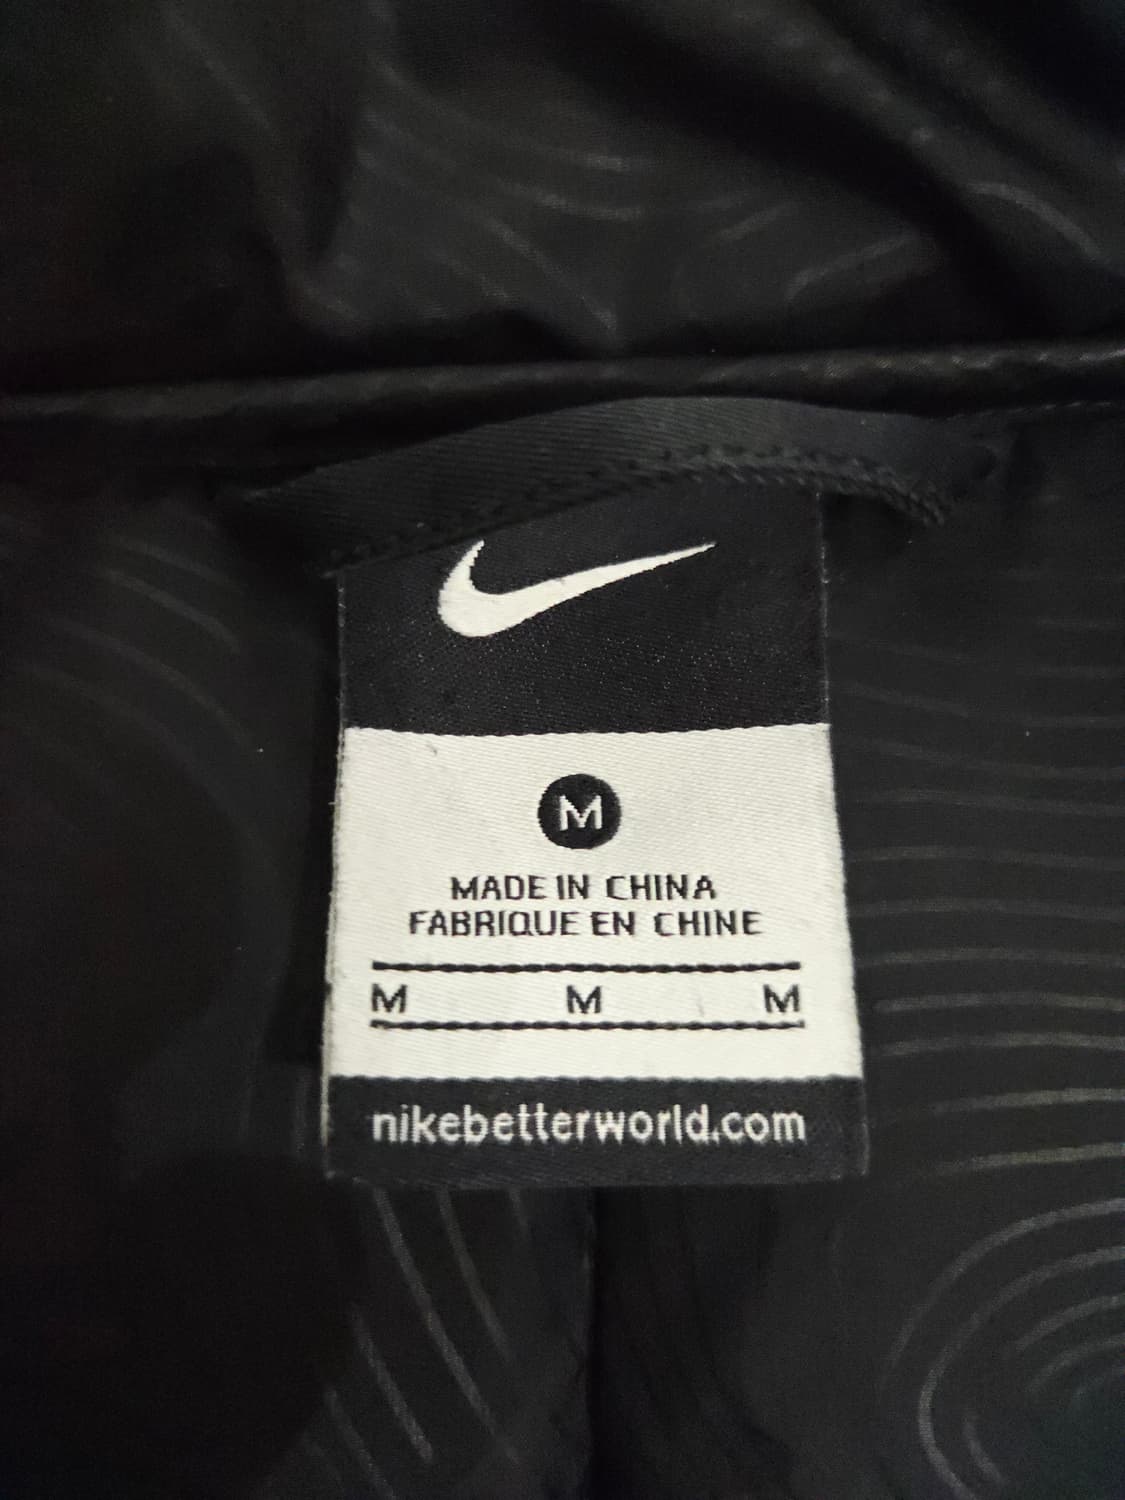 M
MADE IN CHINA
FABRIQUE EN CHINE
M M M
nikebetterworld.com